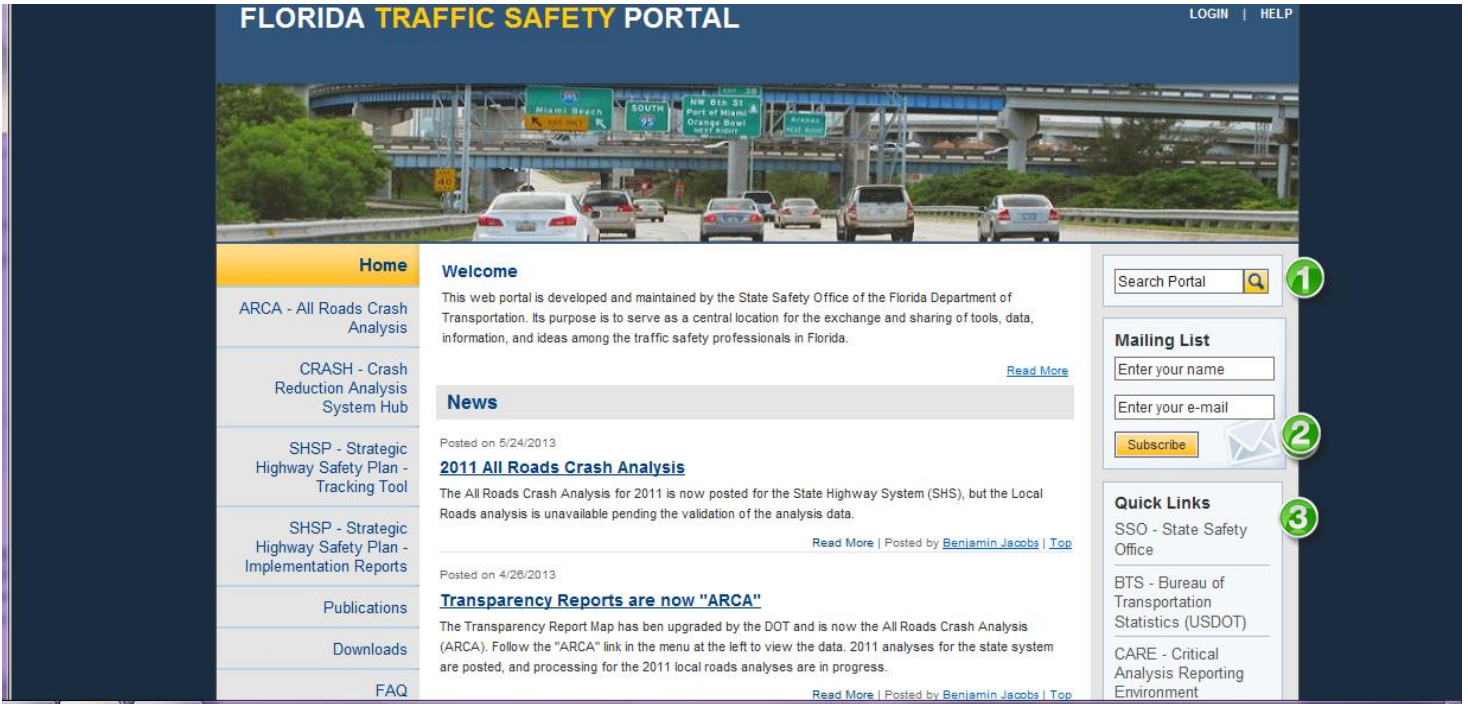 FLORIDA TRAFFIC SAFETY PORTAL
LOGIN | HELP
EXIT 2B
395
Miami Beach
EXIT ONLY
SOUTH
95
NW 8th St
Port of Miami
Orange Bowl
NEXT RIGHT
Arenas
NEXT RIGHT
EXIT
40
Home
ARCA - All Roads Crash
Analysis
CRASH - Crash
Reduction Analysis
System Hub
SHSP - Strategic
Highway Safety Plan -
Tracking Tool
SHSP - Strategic
Highway Safety Plan -
Implementation Reports
Publications
Downloads
FAQ
Welcome
This web portal is developed and maintained by the State Safety Office of the Florida Department of
Transportation. Its purpose is to serve as a central location for the exchange and sharing of tools, data,
information, and ideas among the traffic safety professionals in Florida.
Read More
News
Posted on 5/24/2013
2011 All Roads Crash Analysis
The All Roads Crash Analysis for 2011 is now posted for the State Highway System (SHS), but the Local
Roads analysis is unavailable pending the validation of the analysis data.
Read More | Posted by Benjamin Jacobs | Top
Posted on 4/26/2013
Transparency Reports are now "ARCA"
The Transparency Report Map has ben upgraded by the DOT and is now the All Roads Crash Analysis
(ARCA). Follow the "ARCA" link in the menu at the left to view the data. 2011 analyses for the state system
are posted, and processing for the 2011 local roads analyses are in progress.
Read More | Posted by Benjamin Jacobs | Top
Search Portal
1
Mailing List
Enter your name
Enter your e-mail
Subscribe
2
Quick Links
3
SSO - State Safety
Office
BTS - Bureau of
Transportation
Statistics (USDOT)
CARE - Critical
Analysis Reporting
Environment